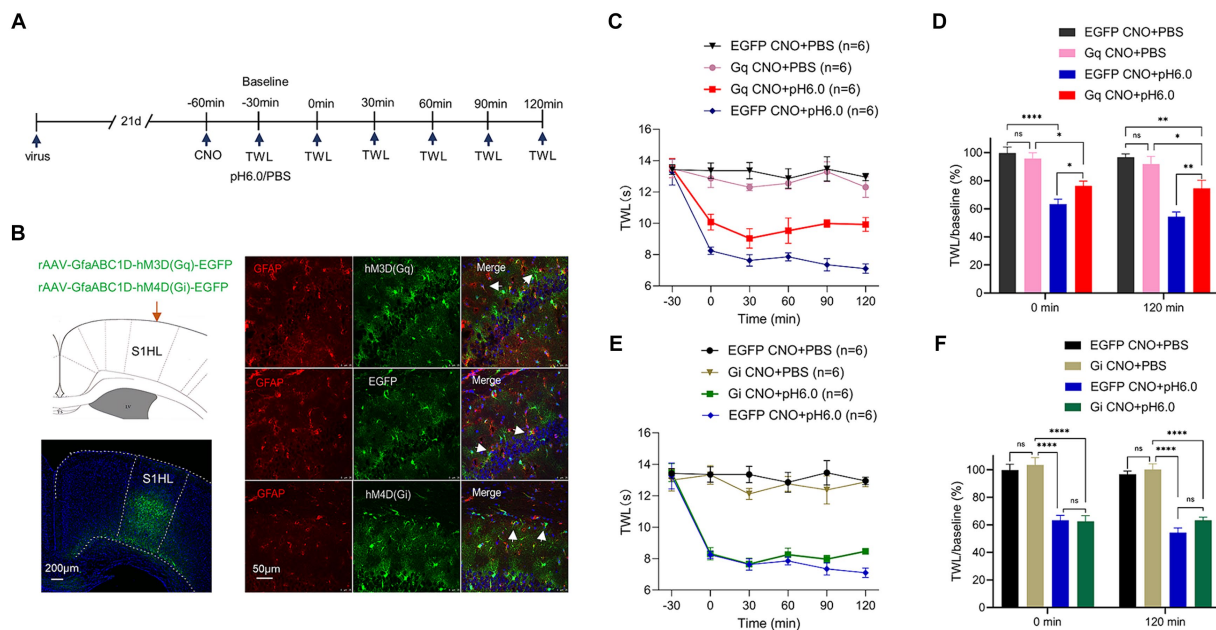 A
Baseline
-60min -30min 0min 30min 60min 90min 120min
21d
virus CNO TWL TWL TWL TWL TWL TWL
pH6.0/PBS
B
rAAV-GfaABC1D-hM3D(Gq)-EGFP
rAAV-GfaABC1D-hM4D(Gi)-EGFP
S1HL
LV
S1HL
200μm
GFAP hM3D(Gq) Merge
GFAP EGFP Merge
GFAP hM4D(Gi) Merge
50μm
C
EGFP CNO+PBS (n=6)
Gq CNO+PBS (n=6)
Gq CNO+pH6.0 (n=6)
EGFP CNO+pH6.0 (n=6)
TWL(s)
16
14
12
10
8
6
-30 0 30 60 90 120
Time (min)
D
EGFP CNO+PBS
Gq CNO+PBS
EGFP CNO+pH6.0
Gq CNO+pH6.0
**** **
ns * ns *
* **
TWL/baseline (%)
100
80
60
40
20
0
0 min 120 min
E
EGFP CNO+PBS (n=6)
Gi CNO+PBS (n=6)
Gi CNO+pH6.0 (n=6)
EGFP CNO+pH6.0 (n=6)
TWL(s)
16
14
12
10
8
6
-30 0 30 60 90 120
Time (min)
F
EGFP CNO+PBS
Gi CNO+PBS
EGFP CNO+pH6.0
Gi CNO+pH6.0
**** ****
ns **** ns ****
ns ns
TWL/baseline (%)
100
80
60
40
20
0
0 min 120 min